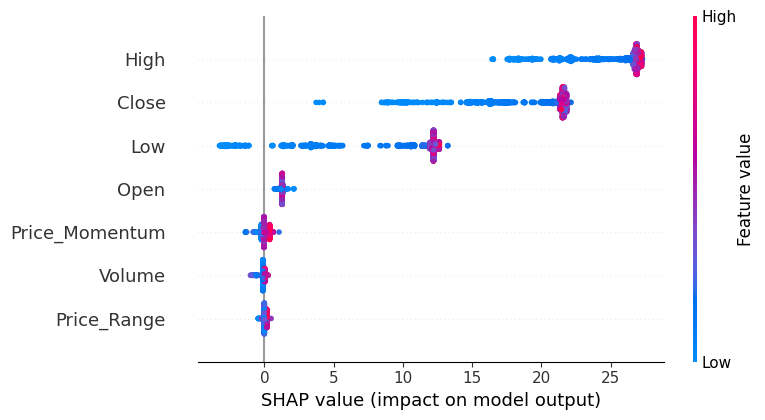 High
High
Close
Low
Open
Price_Momentum
Volume
Price_Range
Feature value
Low
0 5 10 15 20 25
SHAP value (impact on model output)